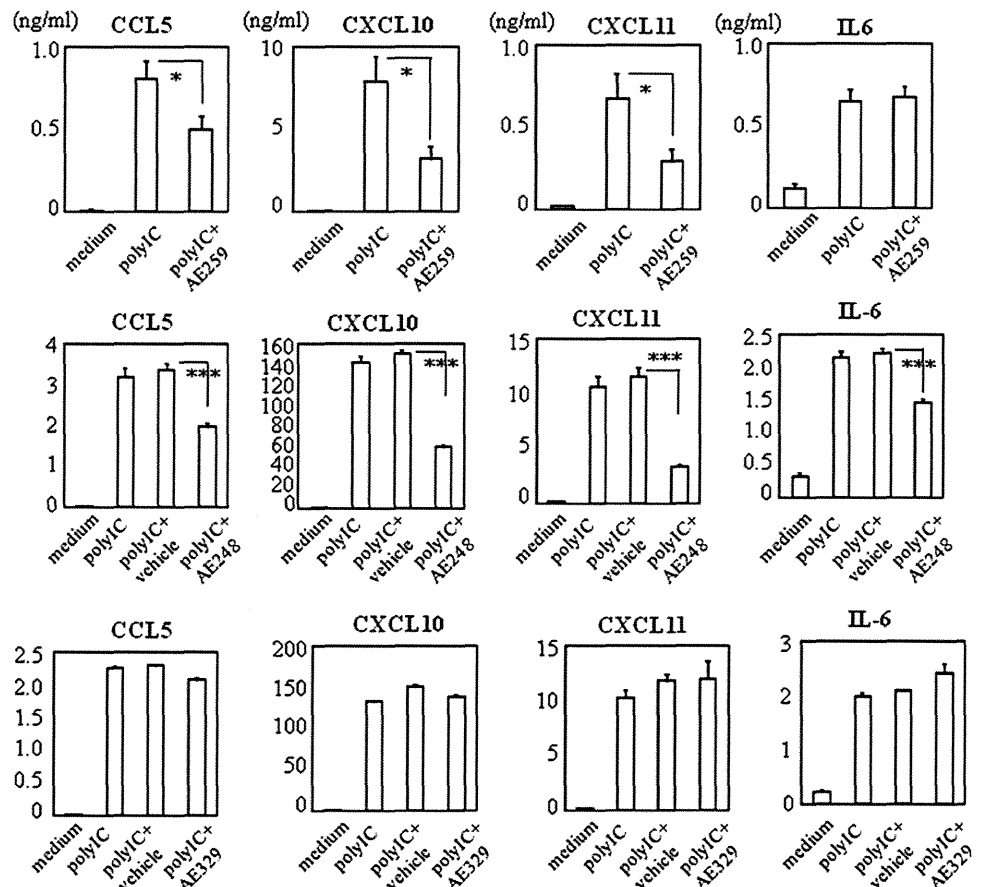 (ng/ml) CCL5
1.0
0.5
0
*
medium
polyIC
polyIC+
AE259
(ng/ml) CXCL10
10
5
0
*
medium
polyIC
polyIC+
AE259
(ng/ml) CXCL11
1.0
0.5
0
*
medium
polyIC
polyIC+
AE259
(ng/ml) IL6
1.0
0.5
0
medium
polyIC
polyIC+
AE259
CCL5
4
3
2
1
0
***
medium
polyIC
polyIC+
vehicle
polyIC+
AE248
CXCL10
160
140
120
100
80
60
40
20
0
***
medium
polyIC
polyIC+
vehicle
polyIC+
AE248
CXCL11
15
10
5
0
***
medium
polyIC
polyIC+
vehicle
polyIC+
AE248
IL-6
2.5
2.0
1.5
1.0
0.5
0
***
medium
polyIC
polyIC+
vehicle
polyIC+
AE248
CCL5
2.5
2.0
1.5
1.0
0.5
0
medium
polyIC
polyIC+
vehicle
polyIC+
AE329
CXCL10
200
150
100
50
0
medium
polyIC
polyIC+
vehicle
polyIC+
AE329
CXCL11
15
10
5
0
medium
polyIC
polyIC+
vehicle
polyIC+
AE329
IL-6
3
2
1
0
medium
polyIC
polyIC+
vehicle
polyIC+
AE329